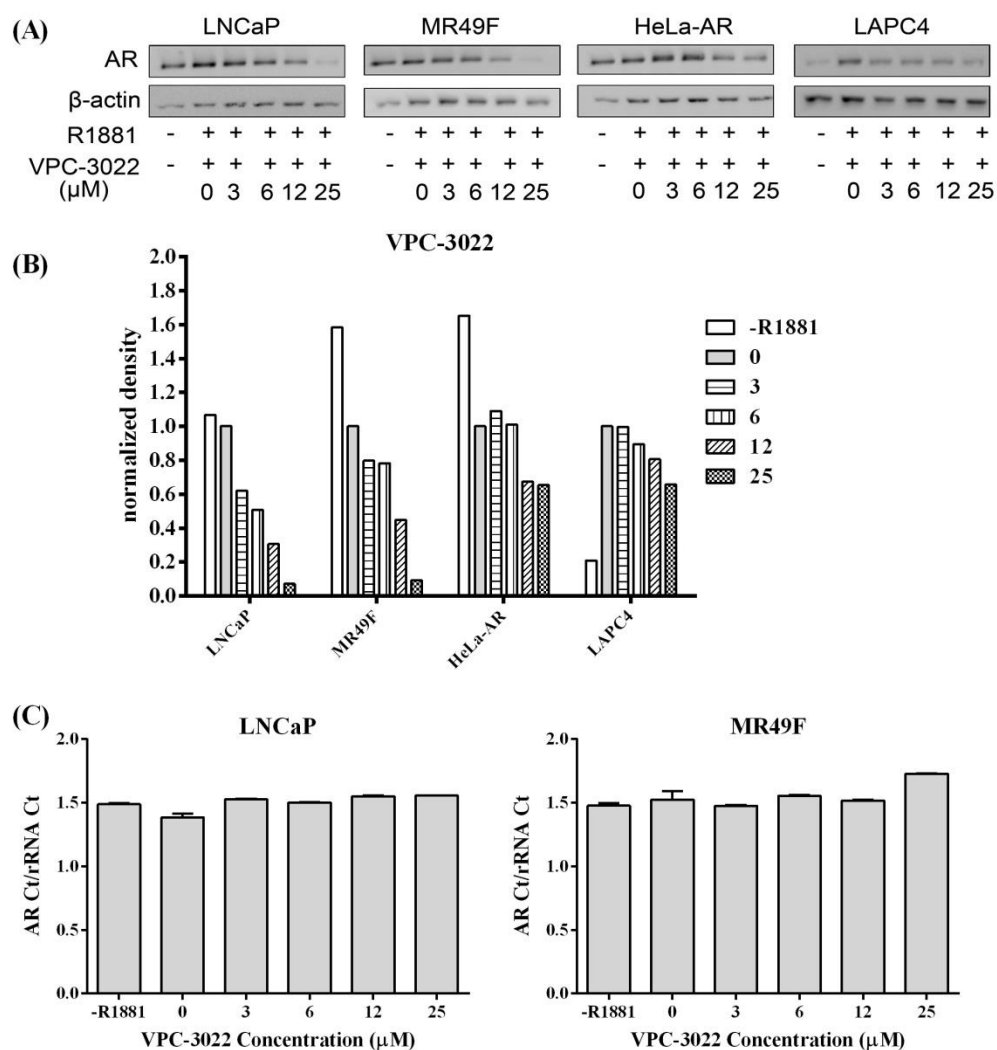 (A)
LNCaP MR49F HeLa-AR LAPC4
AR
β-actin
R1881 - + + + + + - + + + + + - + + + + + - + + + + +
VPC-3022 - + + + + + - + + + + + - + + + + + - + + + + +
(μM) 0 3 6 12 25 0 3 6 12 25 0 3 6 12 25 0 3 6 12 25
(B)
VPC-3022
normalized density
2.0
1.8
1.6
1.4
1.2
1.0
0.8
0.6
0.4
0.2
0.0
LNCaP MR49F HeLa-AR LAPC4
-R1881
0
3
6
12
25
(C)
LNCaP
AR Ct/rRNA Ct
2.0
1.5
1.0
0.5
0.0
-R1881 0 3 6 12 25
VPC-3022 Concentration (μM)
MR49F
AR Ct/rRNA Ct
2.0
1.5
1.0
0.5
0.0
-R1881 0 3 6 12 25
VPC-3022 Concentration (μM)